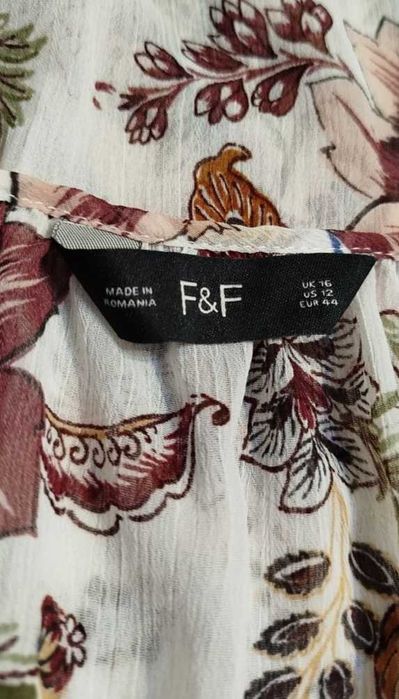 MADE IN
ROMANIA
F&F
UK 16
US 12
EUR 44